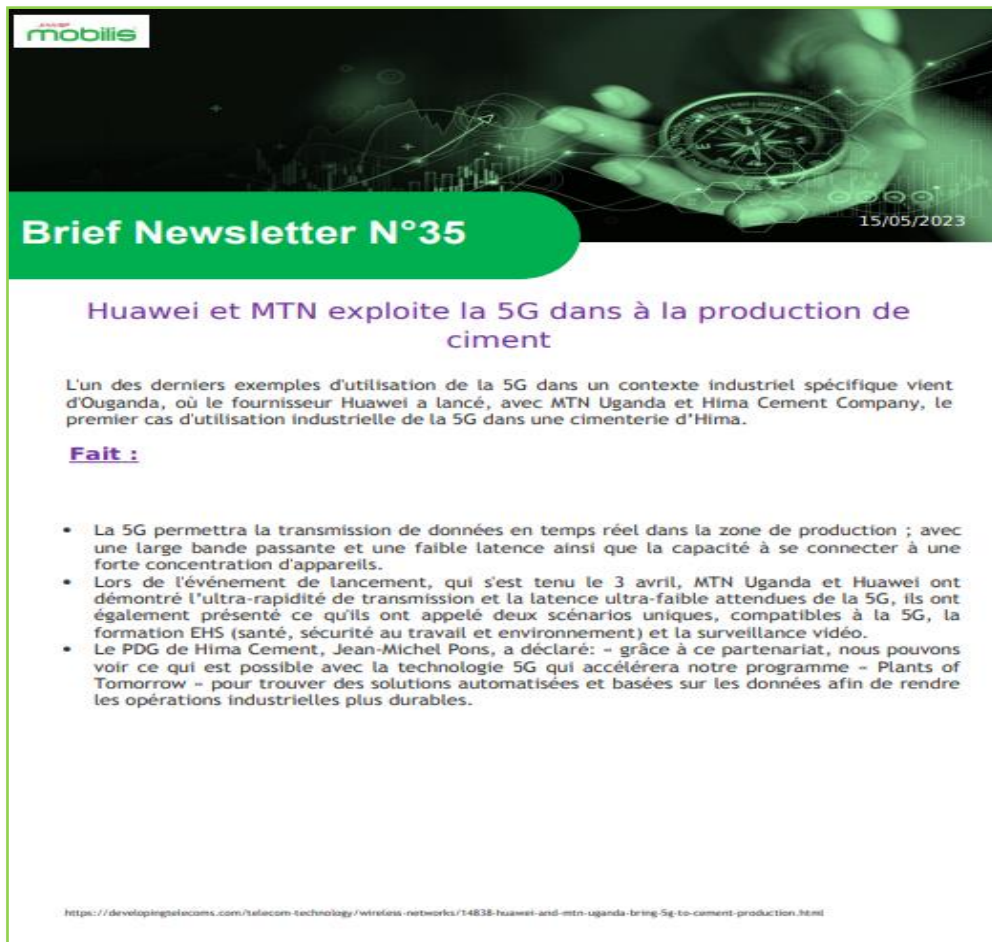 mobilis
Brief Newsletter N°35
15/05/2023
Huawei et MTN exploite la 5G dans à la production de
ciment
L'un des derniers exemples d'utilisation de la 5G dans un contexte industriel spécifique vient
d'Ouganda, où le fournisseur Huawei a lancé, avec MTN Uganda et Hima Cement Company, le
premier cas d'utilisation industrielle de la 5G dans une cimenterie d’Hima.
Fait :
• La 5G permettra la transmission de données en temps réel dans la zone de production ; avec
une large bande passante et une faible latence ainsi que la capacité à se connecter à une
forte concentration d'appareils.
• Lors de l'événement de lancement, qui s'est tenu le 3 avril, MTN Uganda et Huawei ont
démontré l’ultra-rapidité de transmission et la latence ultra-faible attendues de la 5G, ils ont
également présenté ce qu'ils ont appelé deux scénarios uniques, compatibles à la 5G, la
formation EHS (santé, sécurité au travail et environnement) et la surveillance vidéo.
• Le PDG de Hima Cement, Jean-Michel Pons, a déclaré: « grâce à ce partenariat, nous pouvons
voir ce qui est possible avec la technologie 5G qui accélérera notre programme « Plants of
Tomorrow » pour trouver des solutions automatisées et basées sur les données afin de rendre
les opérations industrielles plus durables.
https://developingtelecoms.com/telecom-technology/wireless-networks/14838-huawei-and-mtn-uganda-bring-5g-to-cement-production.html